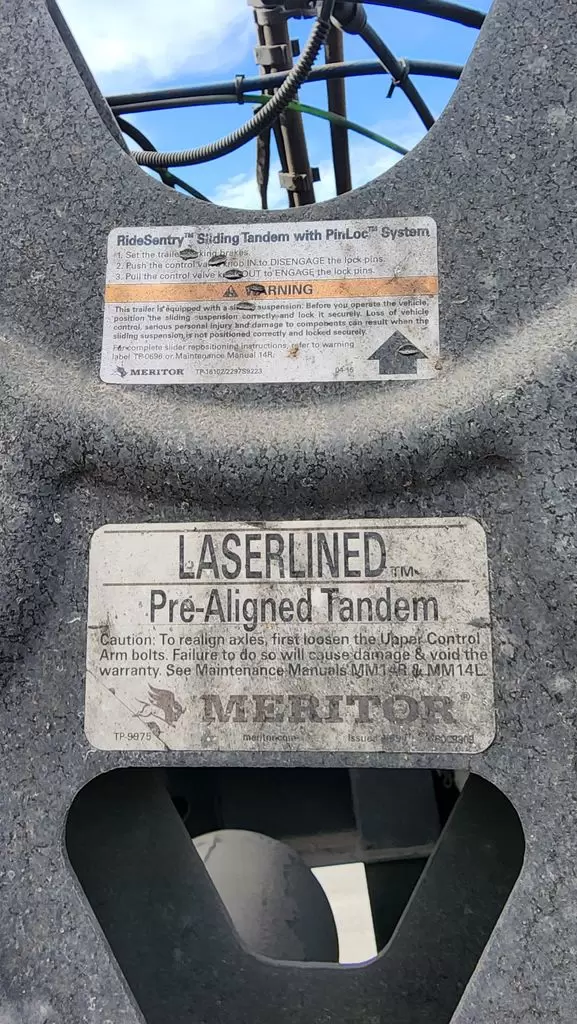 RideSentry™ Sliding Tandem with PinLoc™ System
1. Set the trailer parking brakes.
2. Push the control valve knob IN to DISENGAGE the lock pins.
3. Pull the control valve knob OUT to ENGAGE the lock pins.
WARNING
This trailer is equipped with a sliding suspension. Before you operate the vehicle,
position the sliding suspension correctly and lock it securely. Loss of vehicle
control, serious personal injury and damage to components can result when the
sliding suspension is not positioned correctly and locked securely.
For complete slider repositioning instructions, refer to warning
label TP-0696 or Maintenance Manual 14R.
MERITOR
04-16
LASERLINED™
Pre-Aligned Tandem
Caution: To realign axles, first loosen the Upper Control
Arm bolts. Failure to do so will cause damage & void the
warranty. See Maintenance Manuals MM14R & MM14L.
MERITOR®
TP-9975 meritor.com Issued